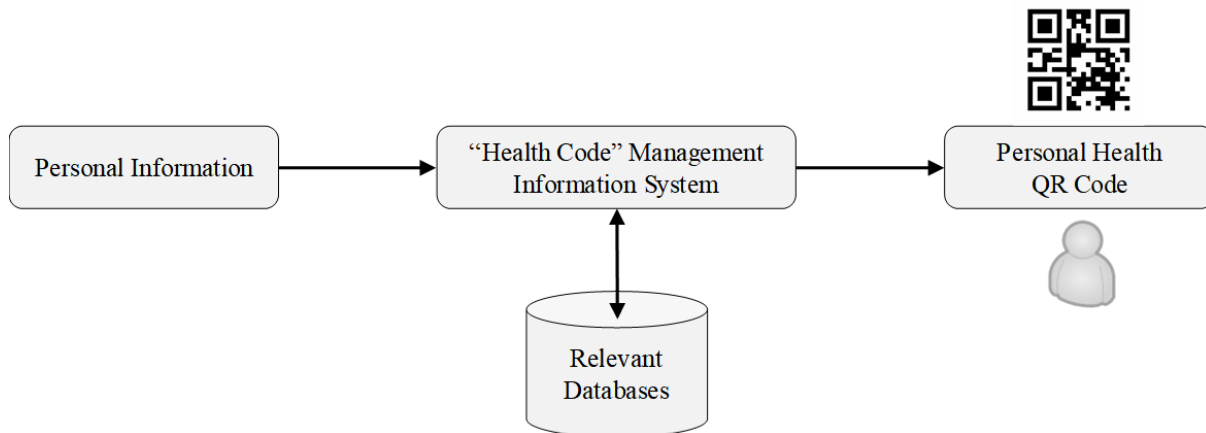 Personal Information
“Health Code” Management
Information System
Personal Health
QR Code
Relevant
Databases